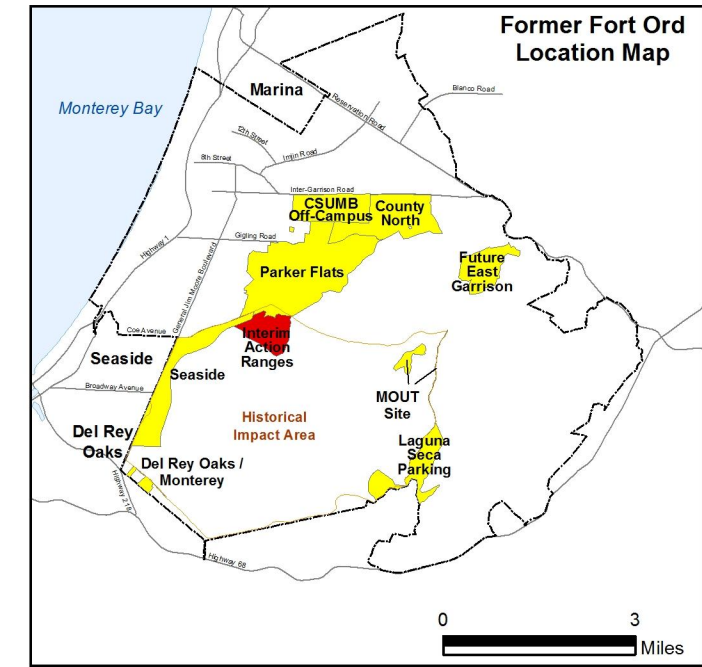 Former Fort Ord
Location Map
Marina
Monterey Bay
Blanco Road
Reservation Road
12th Street
Imjin Road
8th Street
Inter-Garrison Road
CSUMB
Off-Campus
County
North
Gigling Road
Highway 1
General Jim Moore Boulevard
Parker Flats
Future
East
Garrison
Coe Avenue
Interim
Action
Ranges
Seaside
Seaside
Broadway Avenue
MOUT
Site
Historical
Impact Area
Del Rey
Oaks
Laguna
Seca
Parking
Del Rey Oaks /
Monterey
Highway 218
Highway 68
0 3
Miles